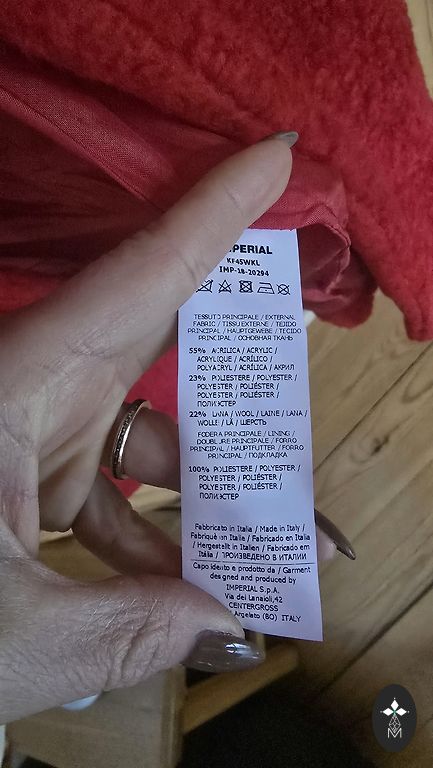 PERIAL
KF45WKL
IMP-18-20294
TESSUTO PRINCIPALE / EXTERNAL
FABRIC / TISSU EXTERNE / TEJIDO
PRINCIPAL / HAUPTGEWEBE / TECIDO
PRINCIPAL / ОСНОВНАЯ ТКАНЬ
55% ACRILICA / ACRYLIC /
ACRYLIQUE / ACRÍLICO /
POLYACRYL / ACRÍLICA / АКРИЛ
23% POLIESTERE / POLYESTER /
POLYESTER / POLIÉSTER /
POLYESTER / POLIÉSTER /
ПОЛИЭСТЕР
22% LANA / WOOL / LAINE / LANA /
WOLLE / LÃ / ШЕРСТЬ
FODERA PRINCIPALE / LINING /
DOUBLURE PRINCIPALE / FORRO
PRINCIPAL / HAUPTFUTTER / FORRO
PRINCIPAL / ПОДКЛАДКА
100% POLIESTERE / POLYESTER /
POLYESTER / POLIÉSTER /
POLYESTER / POLIÉSTER /
ПОЛИЭСТЕР
Fabbricato in Italia / Made in Italy /
Fabriqué en Italia / Fabricado en Italia
/ Hergestellt in Italien / Fabricado em
Itália / ПРОИЗВЕДЕНО В ИТАЛИИ
Capo ideato e prodotto da / Garment
designed and produced by
IMPERIAL S.p.A.
Via dei Lanaioli,42
CENTERGROSS
Argelato (BO) ITALY
M